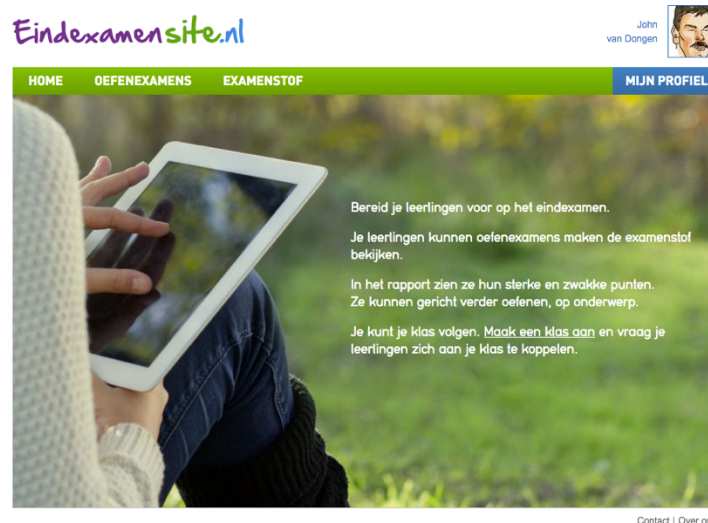 Eindexamensite.nl
John
van Dongen
HOME OEFENEXAMENS EXAMENSTOF MIJN PROFIEL
Bereid je leerlingen voor op het eindexamen.
Je leerlingen kunnen oefenexamens maken de examenstof
bekijken.
In het rapport zien ze hun sterke en zwakke punten.
Ze kunnen gericht verder oefenen, op onderwerp.
Je kunt je klas volgen. Maak een klas aan en vraag je
leerlingen zich aan je klas te koppelen.
Contact | Over